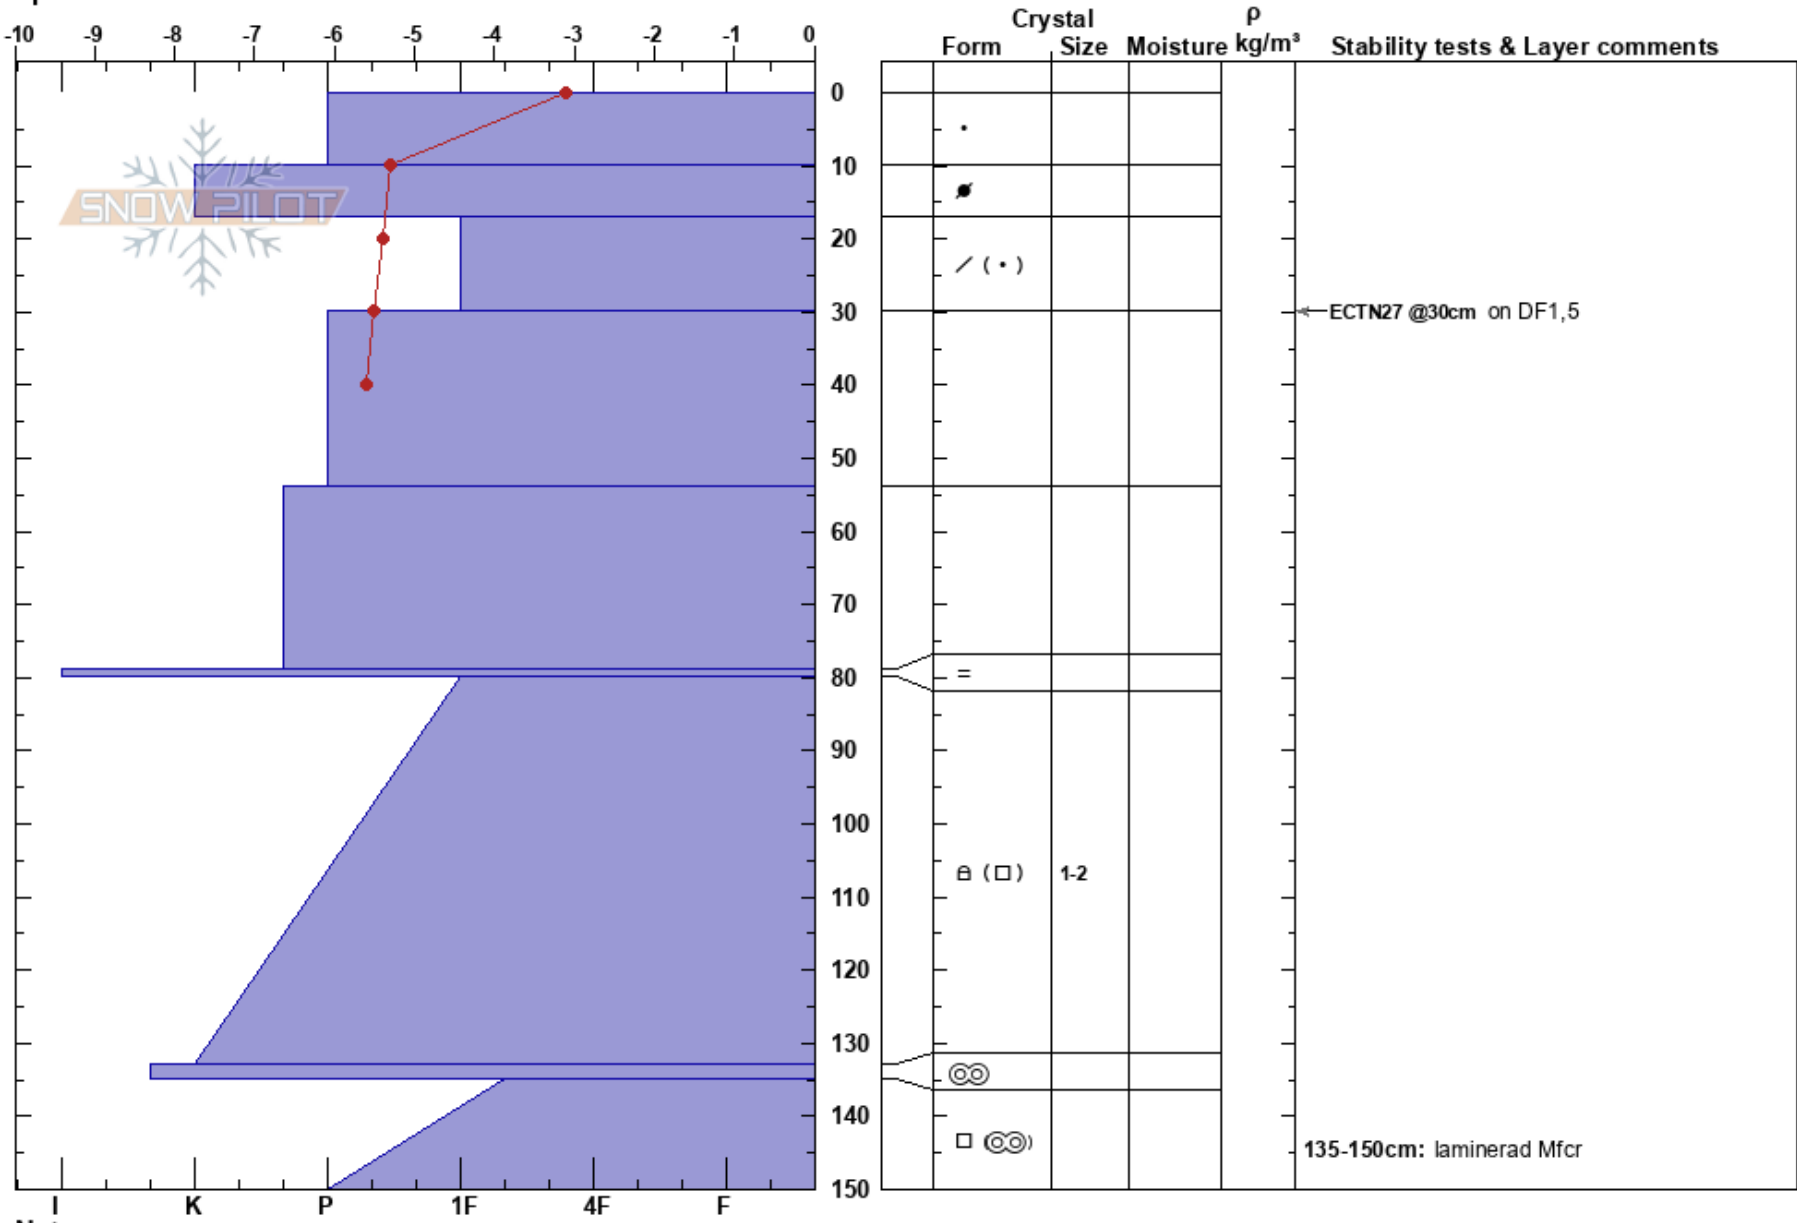 Crystal ρ
-10 -9 -8 -7 -6 -5 -4 -3 -2 -1 0
Form Size Moisture kg/m³ Stability tests & Layer comments
0
10
SNOW PILOT
20
30
ECTN27 @30cm on DF1,5
40
50
60
70
80
=
90
100
110
( ) 1-2
120
130
140
135-150cm: laminerad Mfcr
150
I K P 1F 4F F